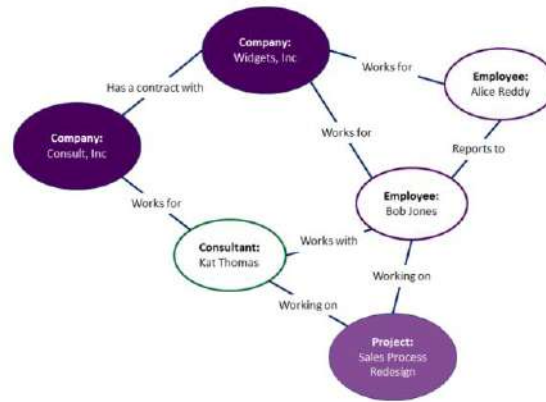 Company:
Widgets, Inc
Works for
Employee:
Alice Reddy
Has a contract with
Works for
Company:
Consult, Inc
Reports to
Works for
Employee:
Bob Jones
Consultant:
Kat Thomas
Works with
Working on
Working on
Project:
Sales Process
Redesign